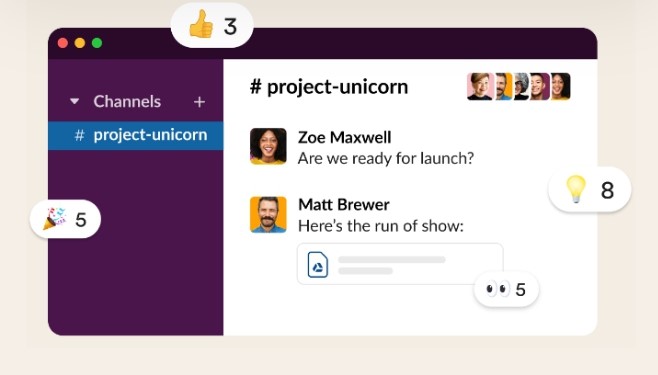 👍 3
# project-unicorn
Channels +
# project-unicorn
Zoe Maxwell
Are we ready for launch?
Matt Brewer
Here's the run of show:
🎉 5
💡 8
👀 5